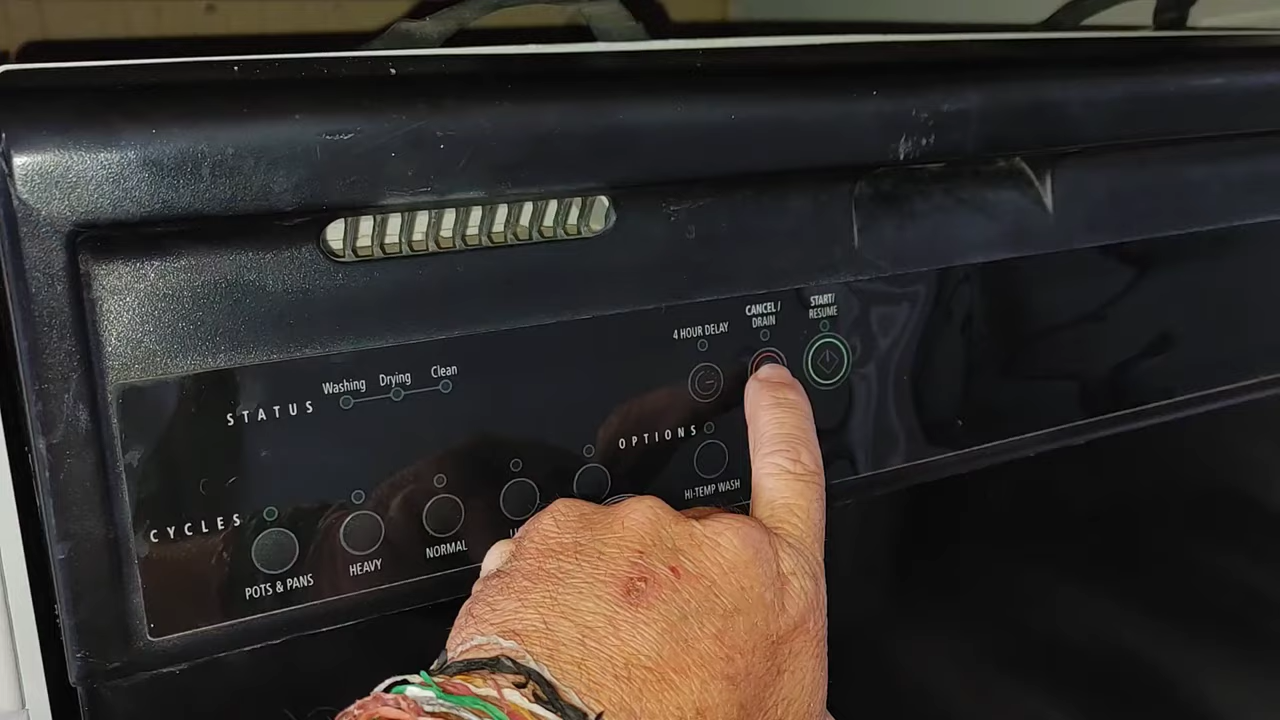 4 HOUR DELAY
CANCEL /
DRAIN
START/
RESUME
Washing
Drying
Clean
STATUS
OPTIONS
HI-TEMP WASH
CYCLES
POTS & PANS
HEAVY
NORMAL